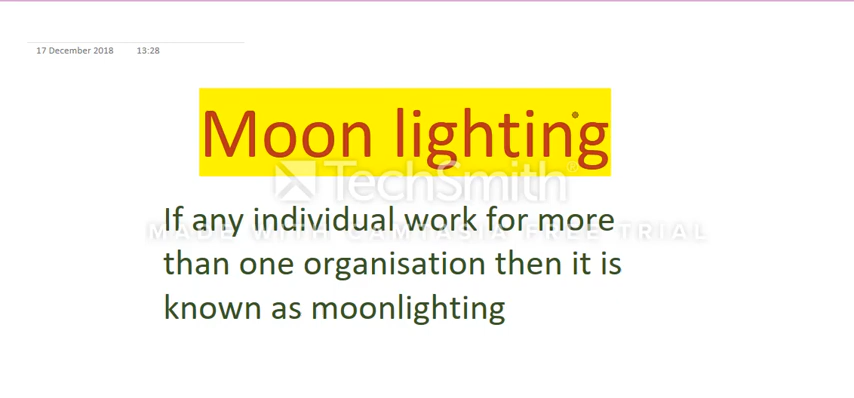 17 December 2018 13:28
Moon lighting
TechSmith®
If any individual work for more
MADE WITH CAMTASIA FREE TRIAL
than one organisation then it is
known as moonlighting